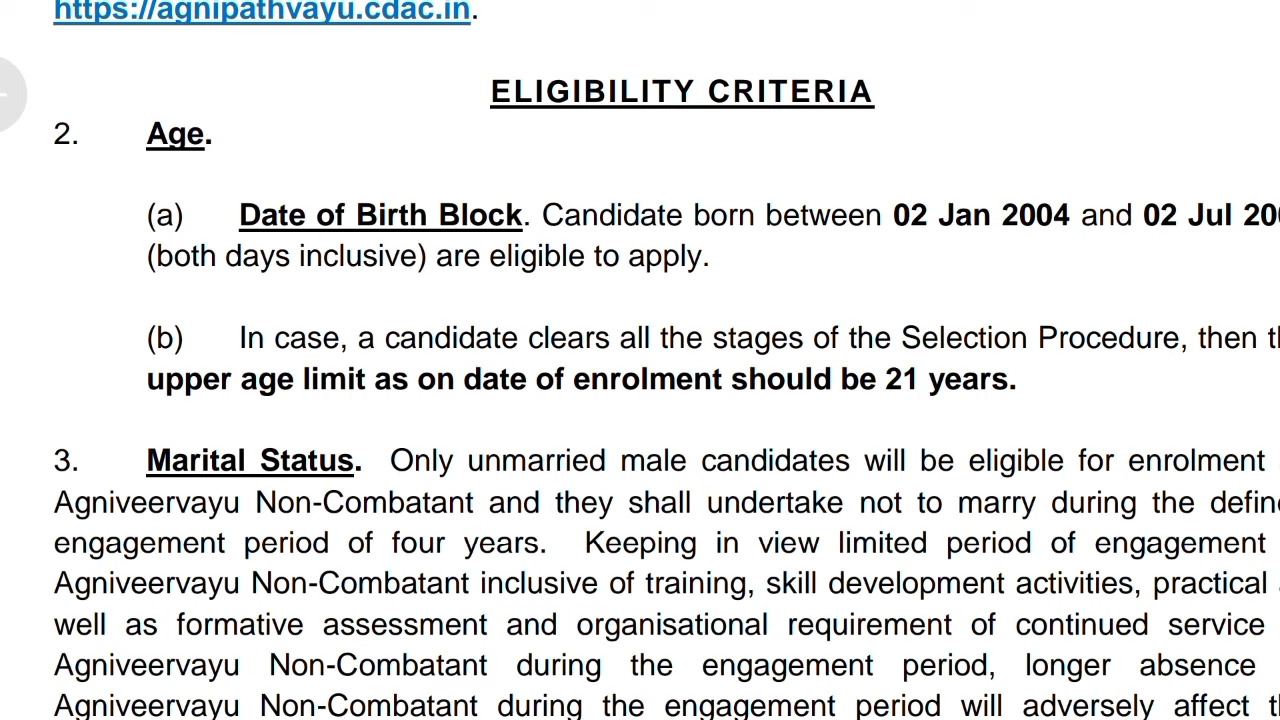 https://agnipathvayu.cdac.in.
ELIGIBILITY CRITERIA
2. Age.
(a) Date of Birth Block. Candidate born between 02 Jan 2004 and 02 Jul
(both days inclusive) are eligible to apply.
(b) In case, a candidate clears all the stages of the Selection Procedure, then
upper age limit as on date of enrolment should be 21 years.
3. Marital Status. Only unmarried male candidates will be eligible for enrolment
Agniveervayu Non-Combatant and they shall undertake not to marry during the
engagement period of four years. Keeping in view limited period of engagement
Agniveervayu Non-Combatant inclusive of training, skill development activities, practical
well as formative assessment and organisational requirement of continued service
Agniveervayu Non-Combatant during the engagement period, longer absence
Agniveervayu Non-Combatant during the engagement period will adversely affect